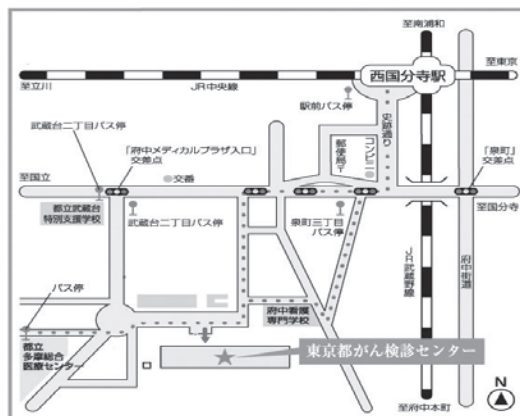 至南浦和
西国分寺駅
至東京
至立川
JR中央線
駅前バス停
史跡通り
武蔵台二丁目バス停
「府中メディカルプラザ入口」
交差点
郵便局〒
コンビニ
「泉町」
交差点
交番
至国立
至国分寺
都立武蔵台
特別支援学校
武蔵台二丁目バス停
泉町三丁目
バス停
JR武蔵野線
府中街道
バス停
府中看護
専門学校
都立
多摩総合
医療センター
東京都がん検診センター
至府中本町
N